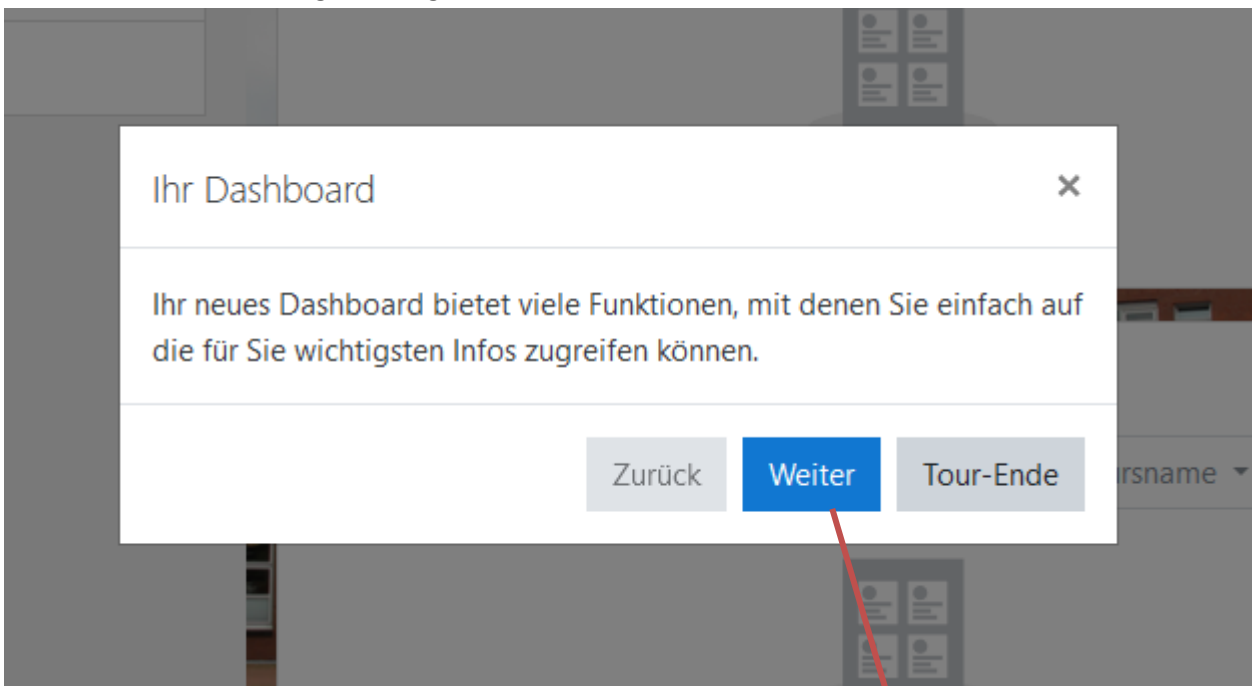 Ihr Dashboard
×
Ihr neues Dashboard bietet viele Funktionen, mit denen Sie einfach auf
die für Sie wichtigsten Infos zugreifen können.
Zurück Weiter Tour-Ende